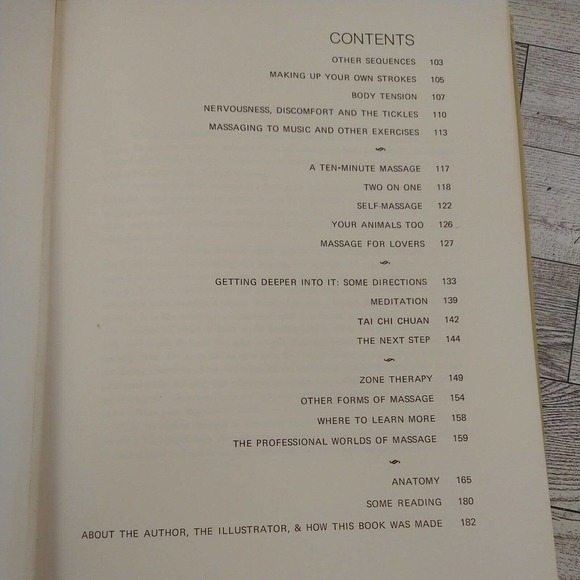 CONTENTS
OTHER SEQUENCES 103
MAKING UP YOUR OWN STROKES 105
BODY TENSION 107
NERVOUSNESS, DISCOMFORT AND THE TICKLES 110
MASSAGING TO MUSIC AND OTHER EXERCISES 113
A TEN-MINUTE MASSAGE 117
TWO ON ONE 118
SELF-MASSAGE 122
YOUR ANIMALS TOO 126
MASSAGE FOR LOVERS 127
GETTING DEEPER INTO IT: SOME DIRECTIONS 133
MEDITATION 139
TAI CHI CHUAN 142
THE NEXT STEP 144
ZONE THERAPY 149
OTHER FORMS OF MASSAGE 154
WHERE TO LEARN MORE 158
THE PROFESSIONAL WORLDS OF MASSAGE 159
ANATOMY 165
SOME READING 180
ABOUT THE AUTHOR, THE ILLUSTRATOR, & HOW THIS BOOK WAS MADE 182